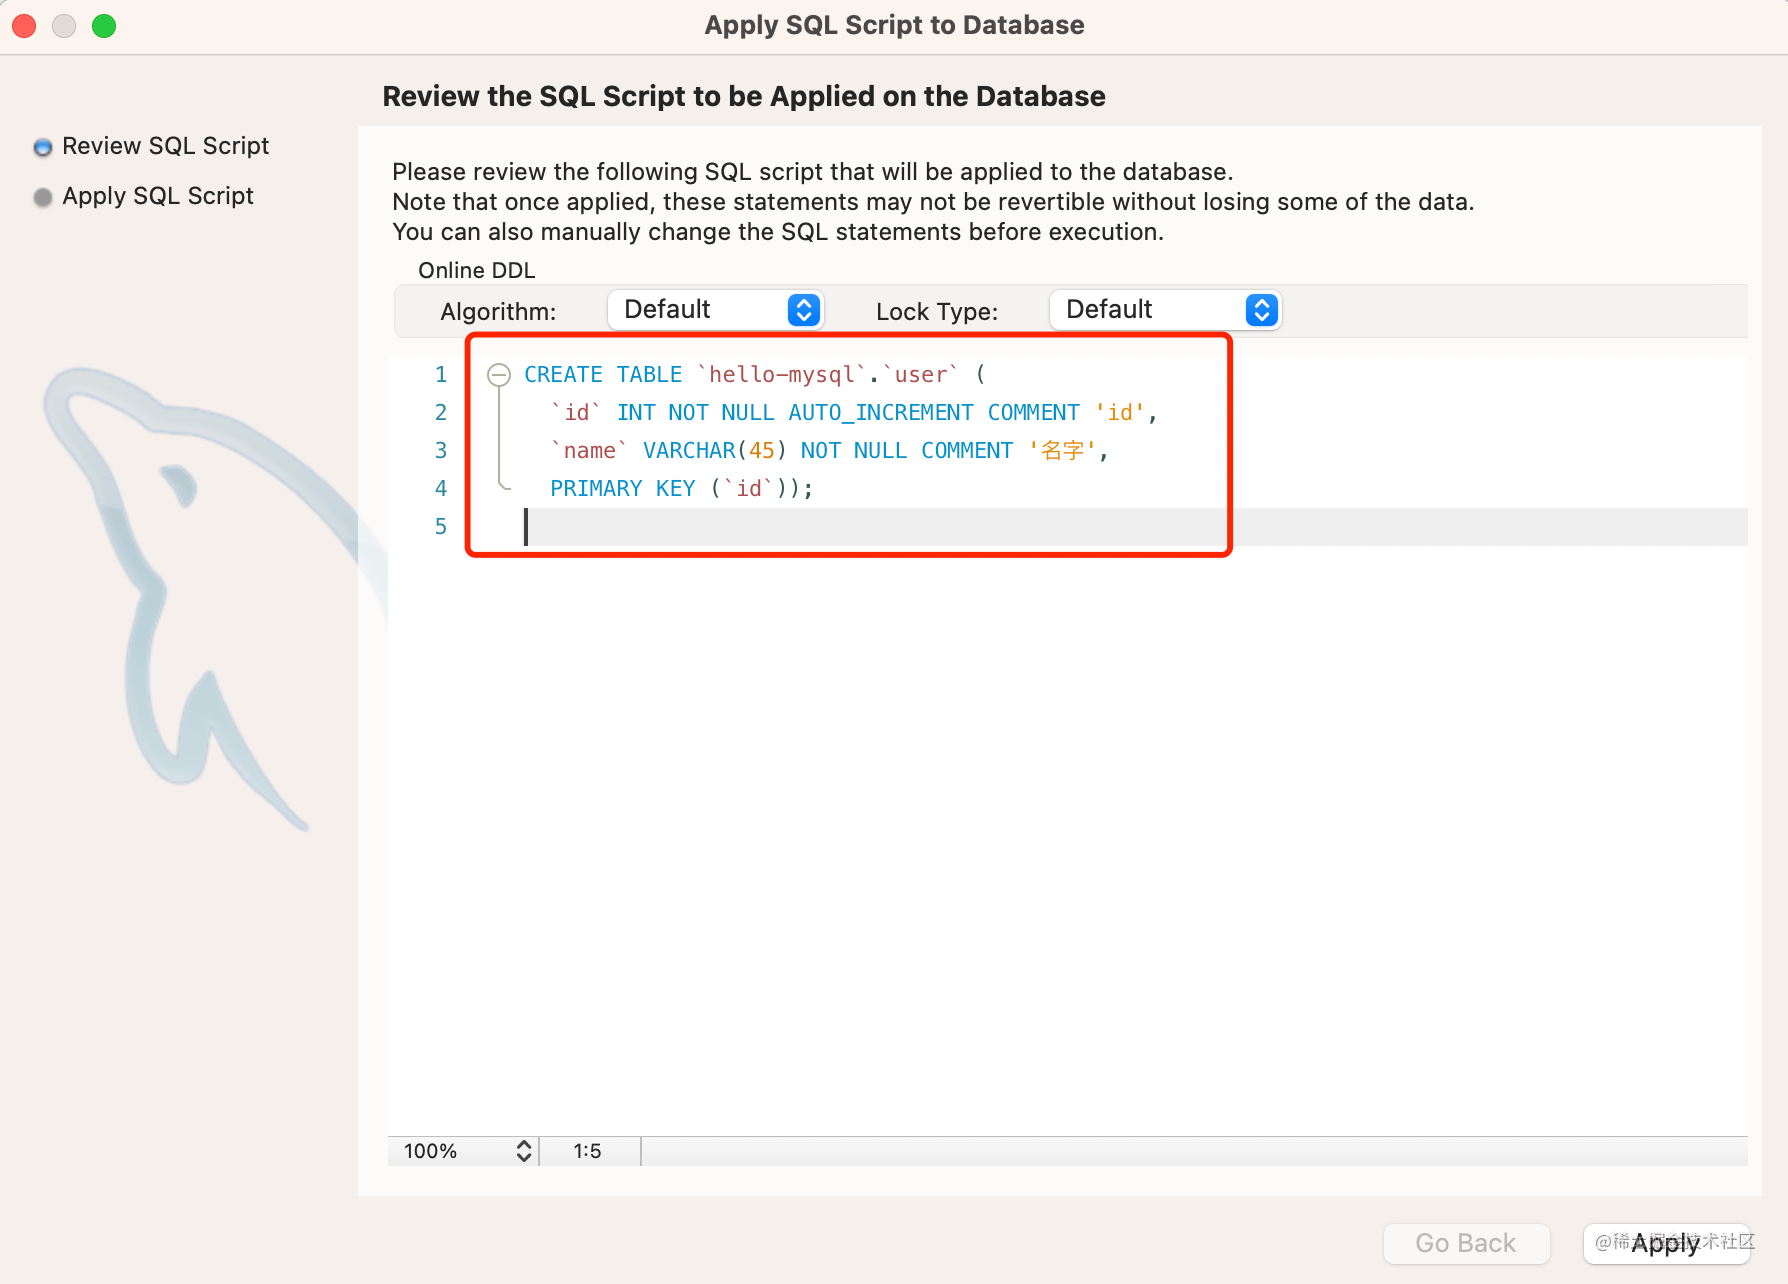 Apply SQL Script to Database
Review the SQL Script to be Applied on the Database
Review SQL Script
Apply SQL Script
Please review the following SQL script that will be applied to the database.
Note that once applied, these statements may not be revertible without losing some of the data.
You can also manually change the SQL statements before execution.
Online DDL
Algorithm: Default Lock Type: Default
1 CREATE TABLE `hello-mysql`.`user` (
2 `id` INT NOT NULL AUTO_INCREMENT COMMENT 'id',
3 `name` VARCHAR(45) NOT NULL COMMENT '名字',
4 PRIMARY KEY (`id`));
5
100% 1:5
Go Back Apply
@稀土掘金技术社区